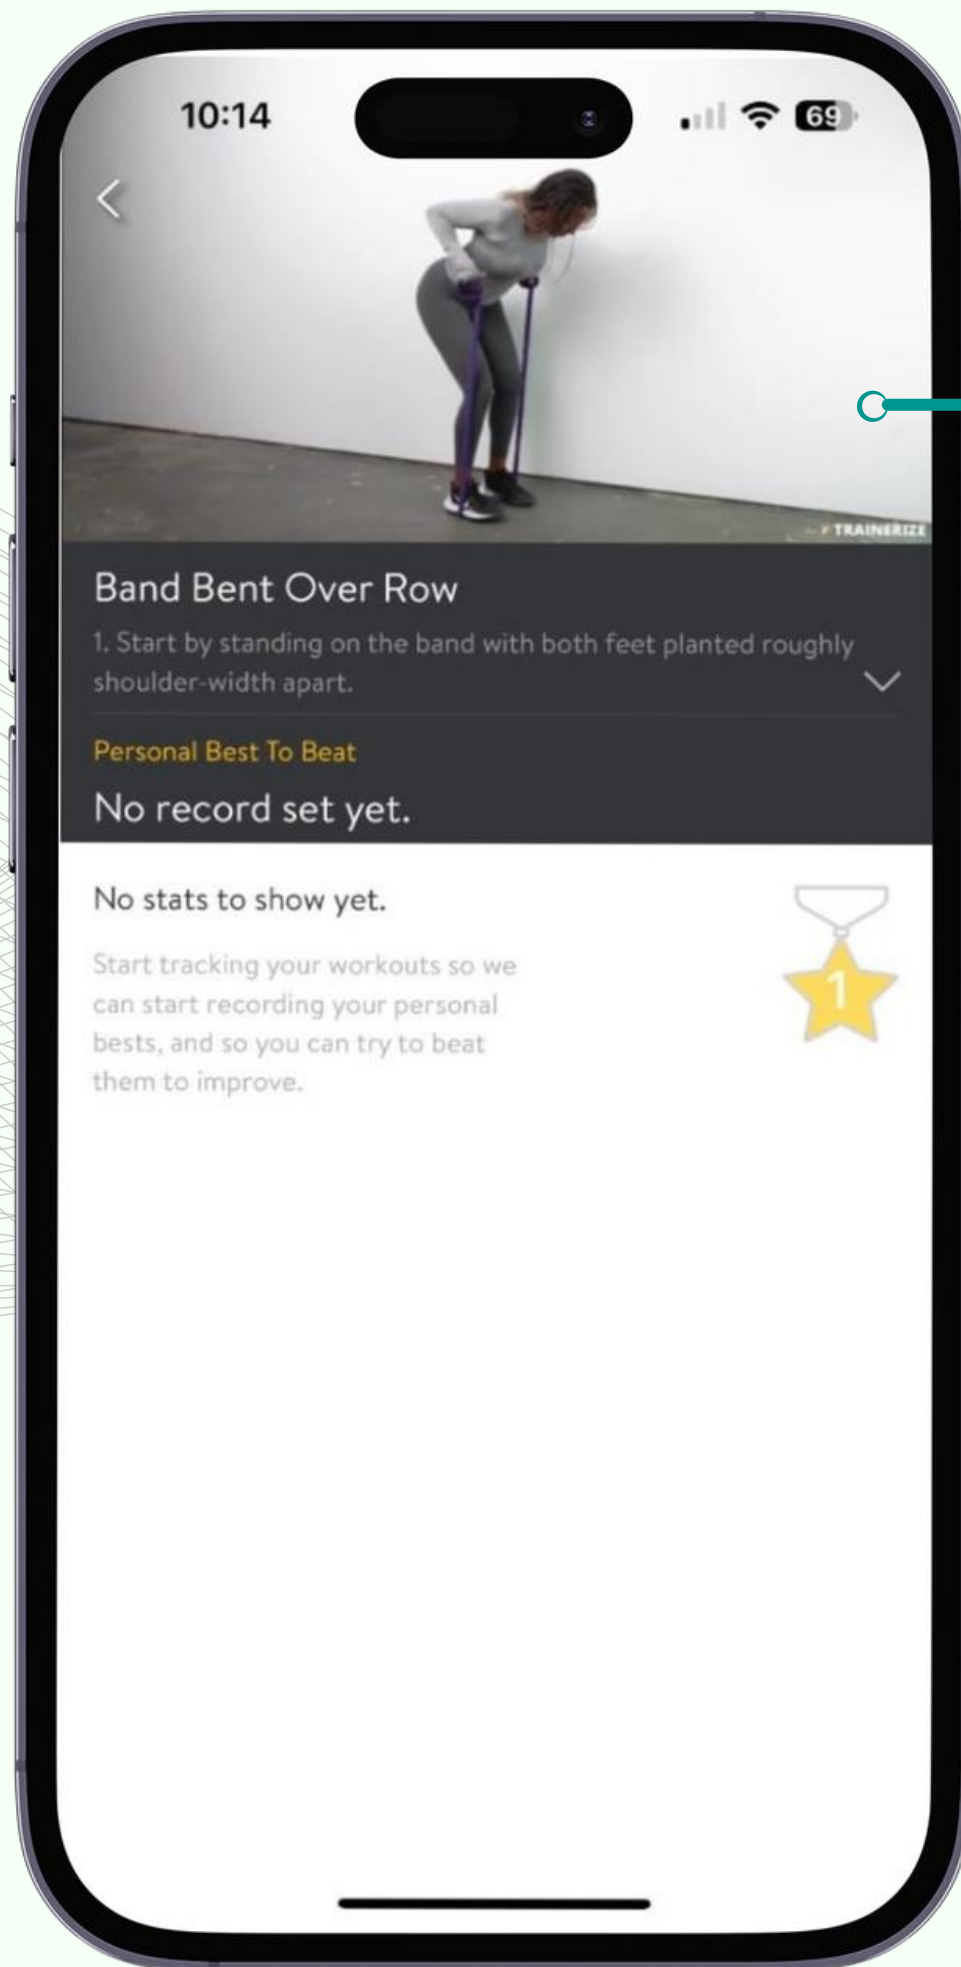 10:14
69
TRAINERIZE
Band Bent Over Row
1. Start by standing on the band with both feet planted roughly
shoulder-width apart.
Personal Best To Beat
No record set yet.
No stats to show yet.
Start tracking your workouts so we
can start recording your personal
bests, and so you can try to beat
them to improve.
1